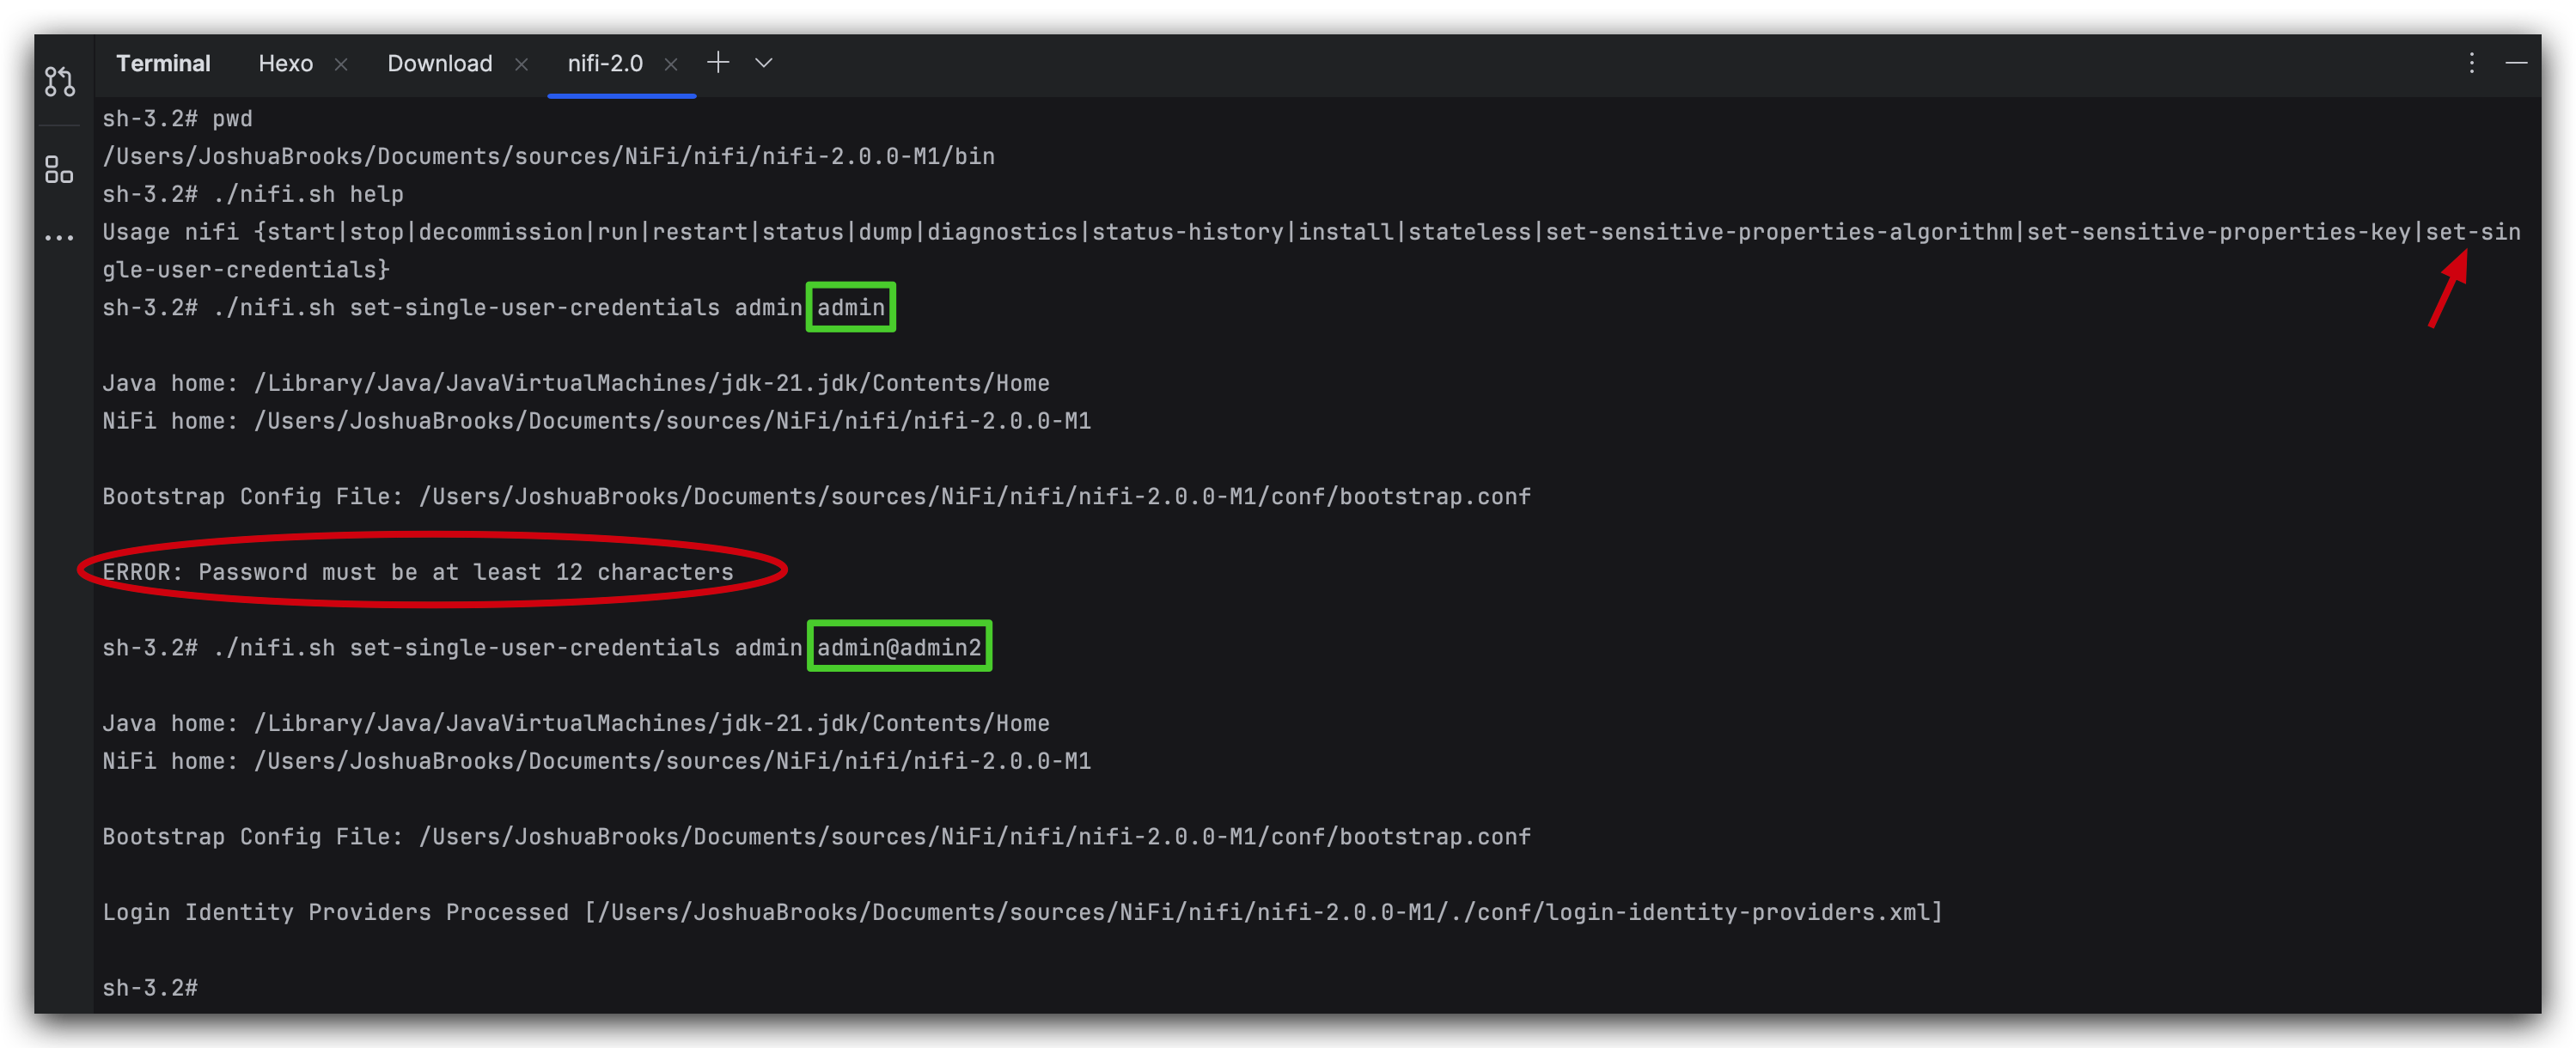 Terminal Hexo Download nifi-2.0
sh-3.2# pwd
/Users/JoshuaBrooks/Documents/sources/NiFi/nifi/nifi-2.0.0-M1/bin
sh-3.2# ./nifi.sh help
Usage nifi {start|stop|decommission|run|restart|status|dump|diagnostics|status-history|install|stateless|set-sensitive-properties-algorithm|set-sensitive-properties-key|set-sin
gle-user-credentials}
sh-3.2# ./nifi.sh set-single-user-credentials admin admin
Java home: /Library/Java/JavaVirtualMachines/jdk-21.jdk/Contents/Home
NiFi home: /Users/JoshuaBrooks/Documents/sources/NiFi/nifi/nifi-2.0.0-M1
Bootstrap Config File: /Users/JoshuaBrooks/Documents/sources/NiFi/nifi/nifi-2.0.0-M1/conf/bootstrap.conf
ERROR: Password must be at least 12 characters
sh-3.2# ./nifi.sh set-single-user-credentials admin admin@admin2
Java home: /Library/Java/JavaVirtualMachines/jdk-21.jdk/Contents/Home
NiFi home: /Users/JoshuaBrooks/Documents/sources/NiFi/nifi/nifi-2.0.0-M1
Bootstrap Config File: /Users/JoshuaBrooks/Documents/sources/NiFi/nifi/nifi-2.0.0-M1/conf/bootstrap.conf
Login Identity Providers Processed [/Users/JoshuaBrooks/Documents/sources/NiFi/nifi/nifi-2.0.0-M1/./conf/login-identity-providers.xml]
sh-3.2#